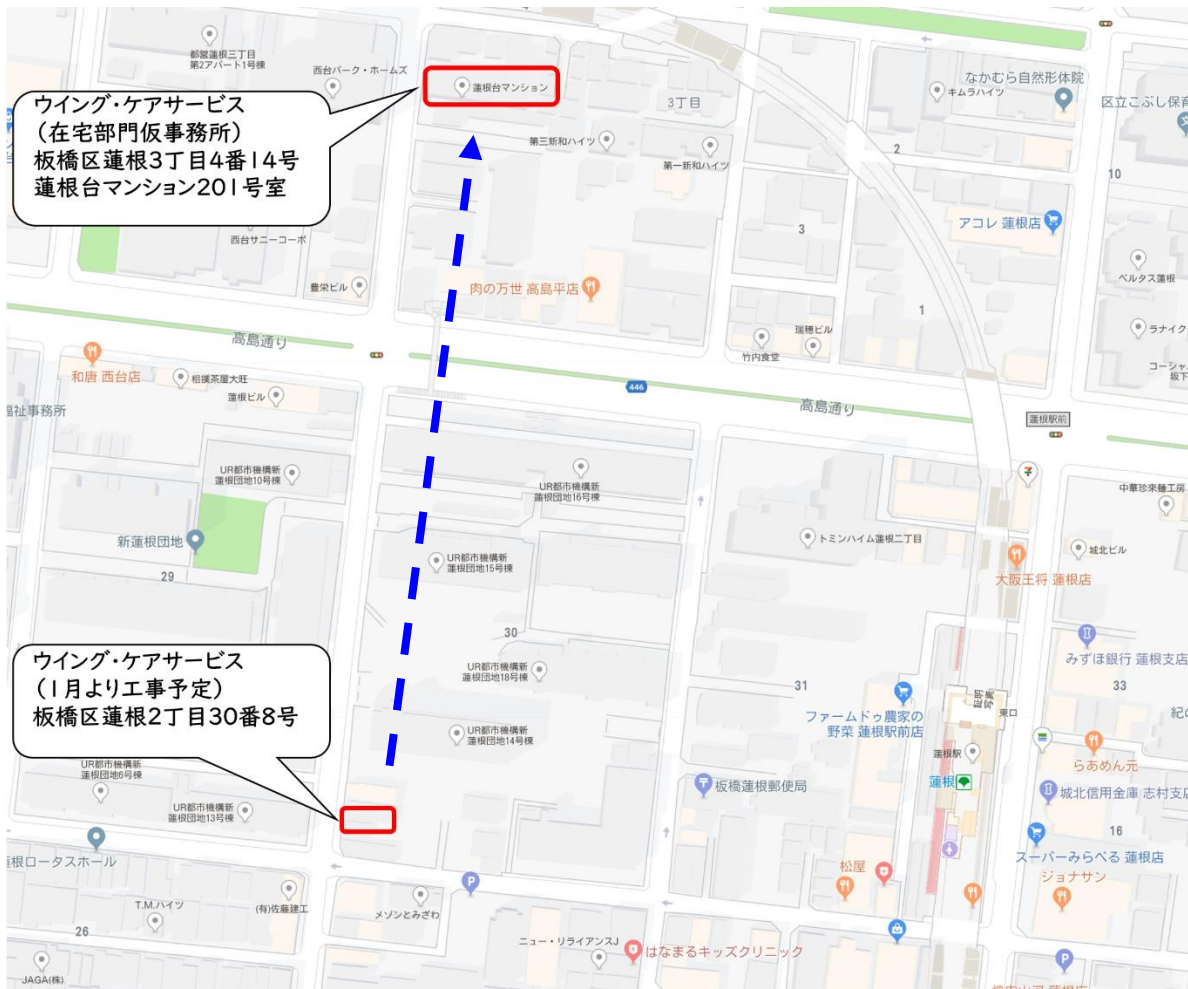 都営蓮根三丁目
第2アパート1号棟
西台パーク・ホームズ
蓮根台マンション
3丁目
なかむら自然形体院
キムラハイツ
区立こぶし保育
ウイング・ケアサービス
（在宅部門仮事務所）
板橋区蓮根3丁目4番14号
蓮根台マンション201号室
第三新和ハイツ
第一新和ハイツ
2
10
西台サニーコーポ
3
アコレ 蓮根店
ベルタス蓮根
豊栄ビル
肉の万世 高島平店
1
瑞穂ビル
竹内食堂
ラナイク
コーシャ
坂下
高島通り
和唐 西台店
相撲茶屋大旺
蓮根ビル
446
高島通り
蓮根駅前
福祉事務所
UR都市機構新
蓮根団地10号棟
UR都市機構新
蓮根団地16号棟
中華珍來麺工房
新蓮根団地
29
UR都市機構新
蓮根団地15号棟
トミンハイム蓮根二丁目
城北ビル
大阪王将 蓮根店
30
ウイング・ケアサービス
（1月より工事予定）
板橋区蓮根2丁目30番8号
UR都市機構新
蓮根団地18号棟
みずほ銀行 蓮根支店
31
33
ファームドゥ農家の
野菜 蓮根駅前店
証明
写真
東口
紀の
UR都市機構新
蓮根団地14号棟
蓮根駅
蓮根
らあめん元
UR都市機構新
蓮根団地6号棟
UR都市機構新
蓮根団地13号棟
板橋蓮根郵便局
城北信用金庫 志村支店
16
蓮根ロータスホール
スーパーみらべる 蓮根店
松屋
ジョナサン
P
T.M.ハイツ
(有)佐藤建工
メゾンとみざわ
26
ニュー・リライアンスJ
はなまるキッズクリニック
JAGA(株)
P